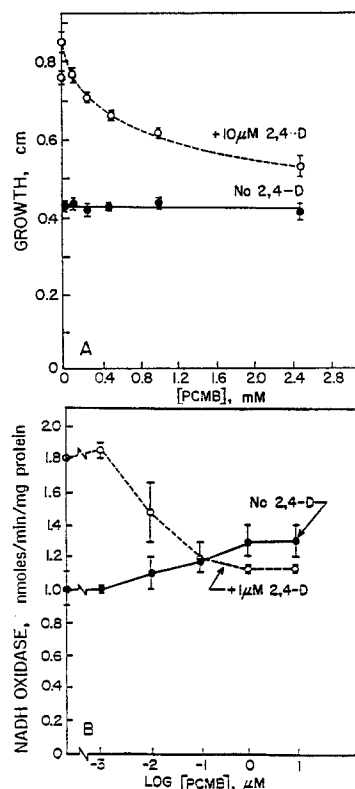 0.8
0.6
0.4
0.2
0
GROWTH, cm
+10μM 2,4-D
No 2,4-D
A
0 0.4 0.8 1.2 1.6 2.0 2.4
[PCMB], mM
2.0
1.8
1.6
1.4
1.2
1.0
0.8
0.6
0.4
0.2
0
NADH OXIDASE, nmoles/min/mg protein
No 2,4-D
+1μM 2,4-D
B
-3 -2 -1 0 1
LOG [PCMB], μM